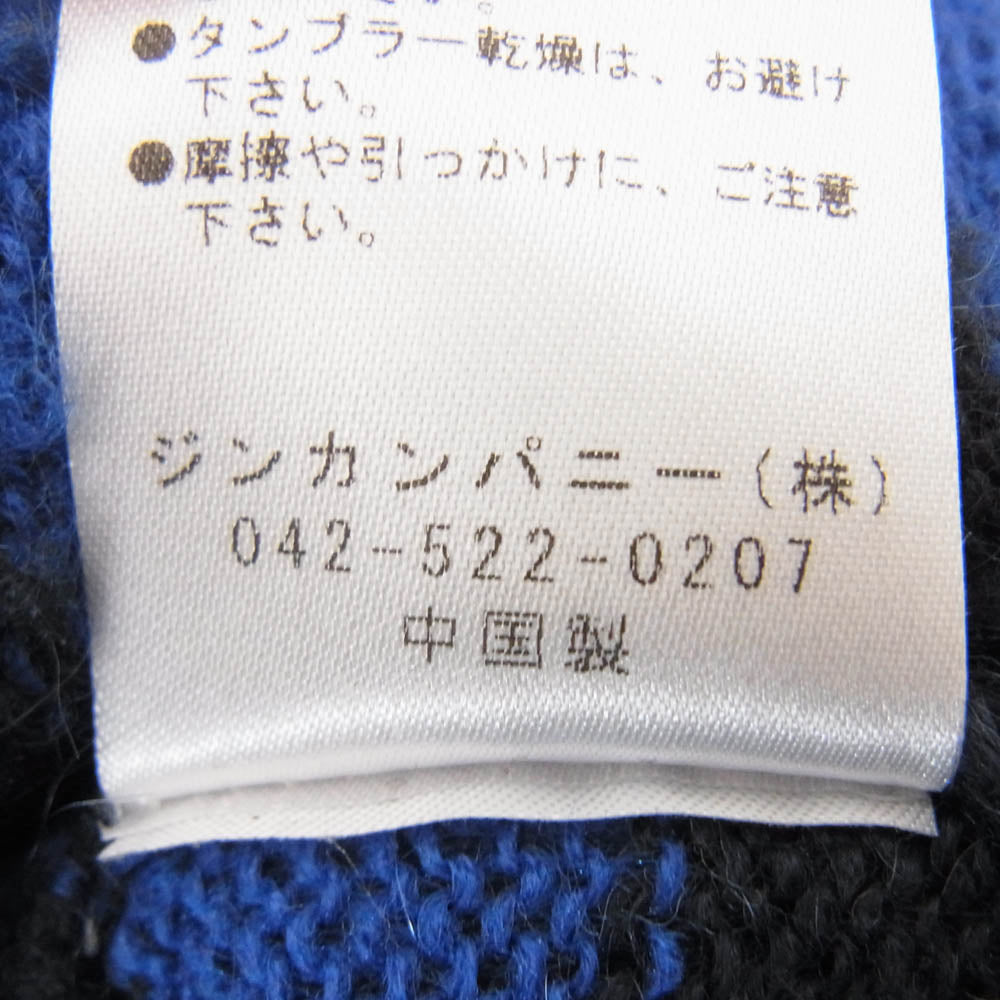 ●タンブラー乾燥は、お避け
下さい。
●摩擦や引っかけに、ご注意
下さい。
ジンカンパニー(株)
042-522-0207
中国製